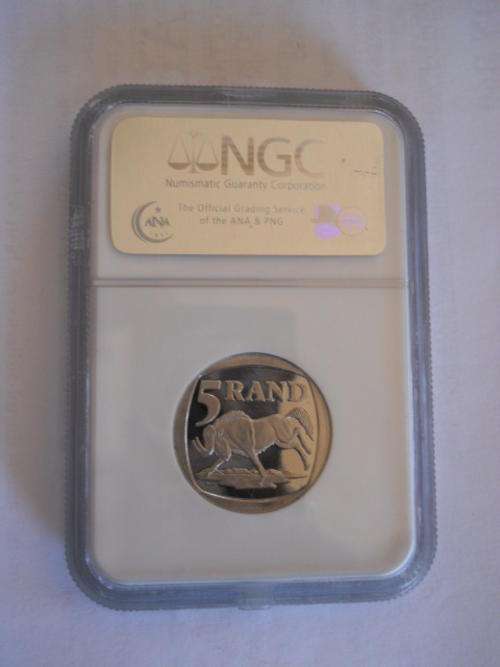 NGC
Numismatic Guaranty Corporation
The Official Grading Service
of the ANA & PNG
ANA
5 RAND